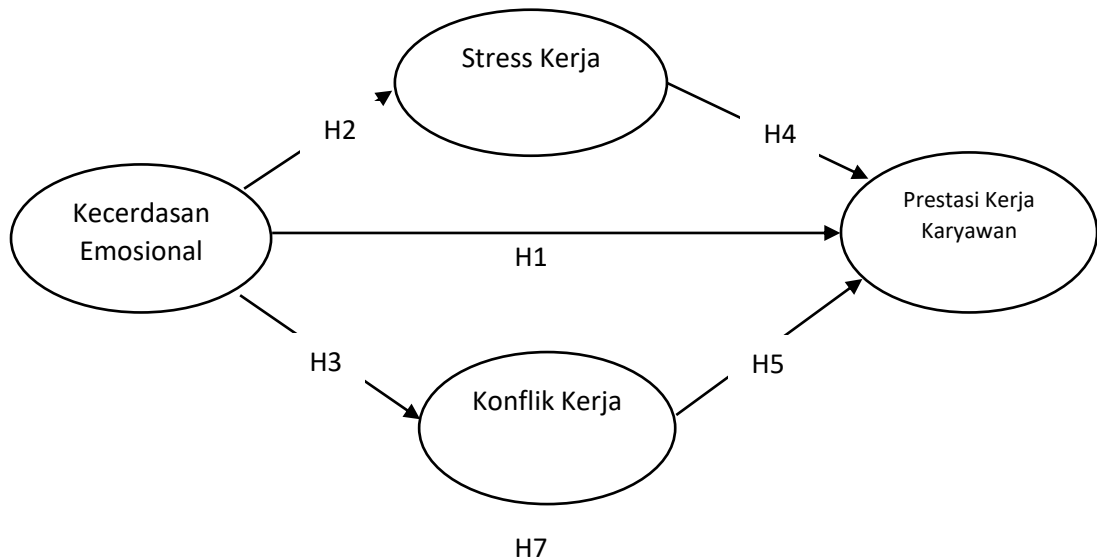 Stress Kerja
H2
H4
Kecerdasan
Emosional
Prestasi Kerja
Karyawan
H1
H3
H5
Konflik Kerja
H7